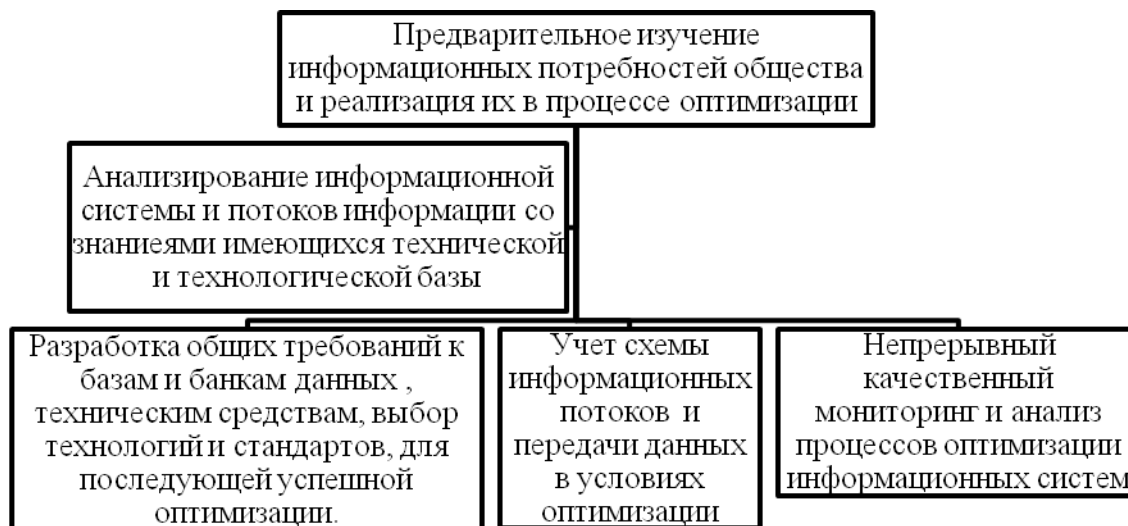 Предварительное изучение
информационных потребностей общества
и реализация их в процессе оптимизации
Анализирование информационной
системы и потоков информации со
знаниеями имеющихся технической
и технологической базы
Разработка общих требований к
базам и банкам данных ,
техническим средствам, выбор
технологий и стандартов, для
последующей успешной
оптимизации.
Учет схемы
информационных
потоков и
передачи данных
в условиях
оптимизации
Непрерывный
качественный
мониторинг и анализ
процессов оптимизации
информационных систем